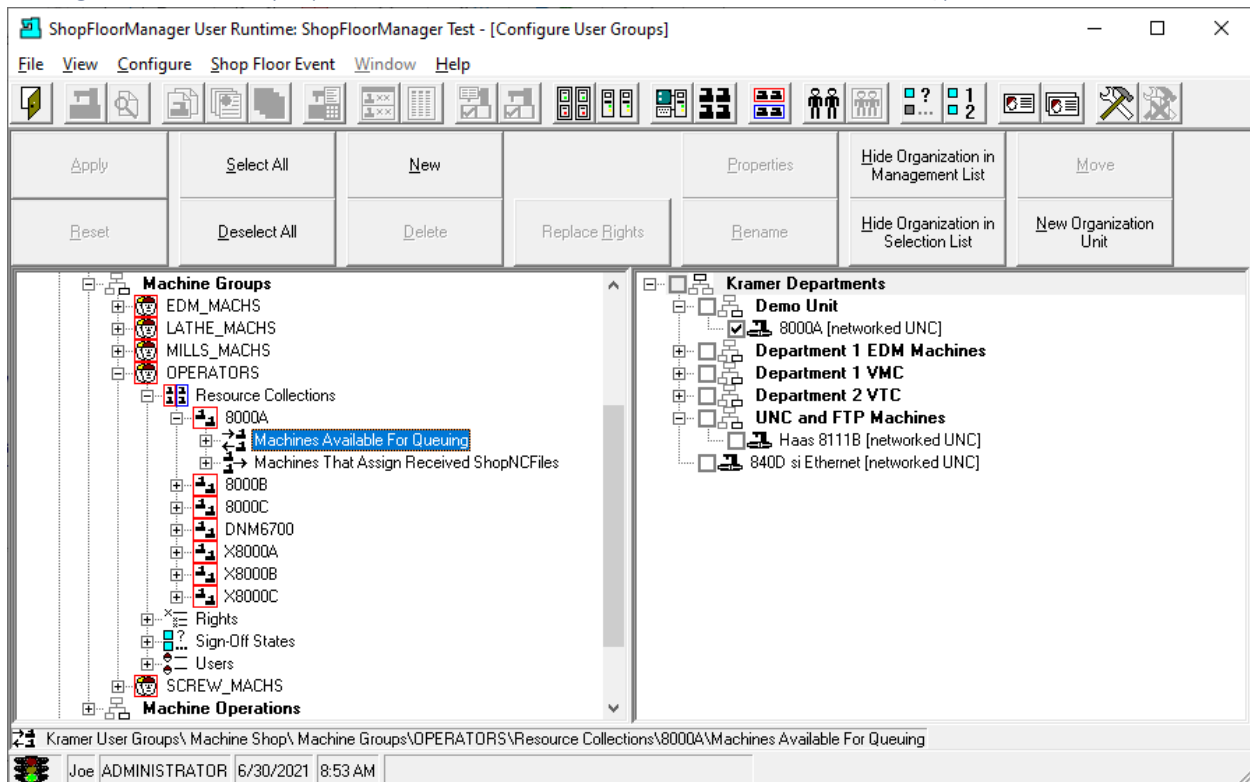 ShopFloorManager User Runtime: ShopFloorManager Test - [Configure User Groups]
File View Configure Shop Floor Event Window Help
Apply Select All New Properties Hide Organization in Management List Move
Reset Deselect All Delete Replace Rights Rename Hide Organization in Selection List New Organization Unit
Machine Groups
EDM_MACHS
LATHE_MACHS
MILLS_MACHS
OPERATORS
Resource Collections
8000A
Machines Available For Queuing
Machines That Assign Received ShopNCFiles
8000B
8000C
DNM6700
X8000A
X8000B
X8000C
Rights
Sign-Off States
Users
SCREW_MACHS
Machine Operations
Kramer Departments
Demo Unit
8000A [networked UNC]
Department 1 EDM Machines
Department 1 VMC
Department 2 VTC
UNC and FTP Machines
Haas 8111B [networked UNC]
840D si Ethernet [networked UNC]
Kramer User Groups\ Machine Shop\ Machine Groups\OPERATORS\Resource Collections\8000A\Machines Available For Queuing
Joe ADMINISTRATOR 6/30/2021 8:53 AM